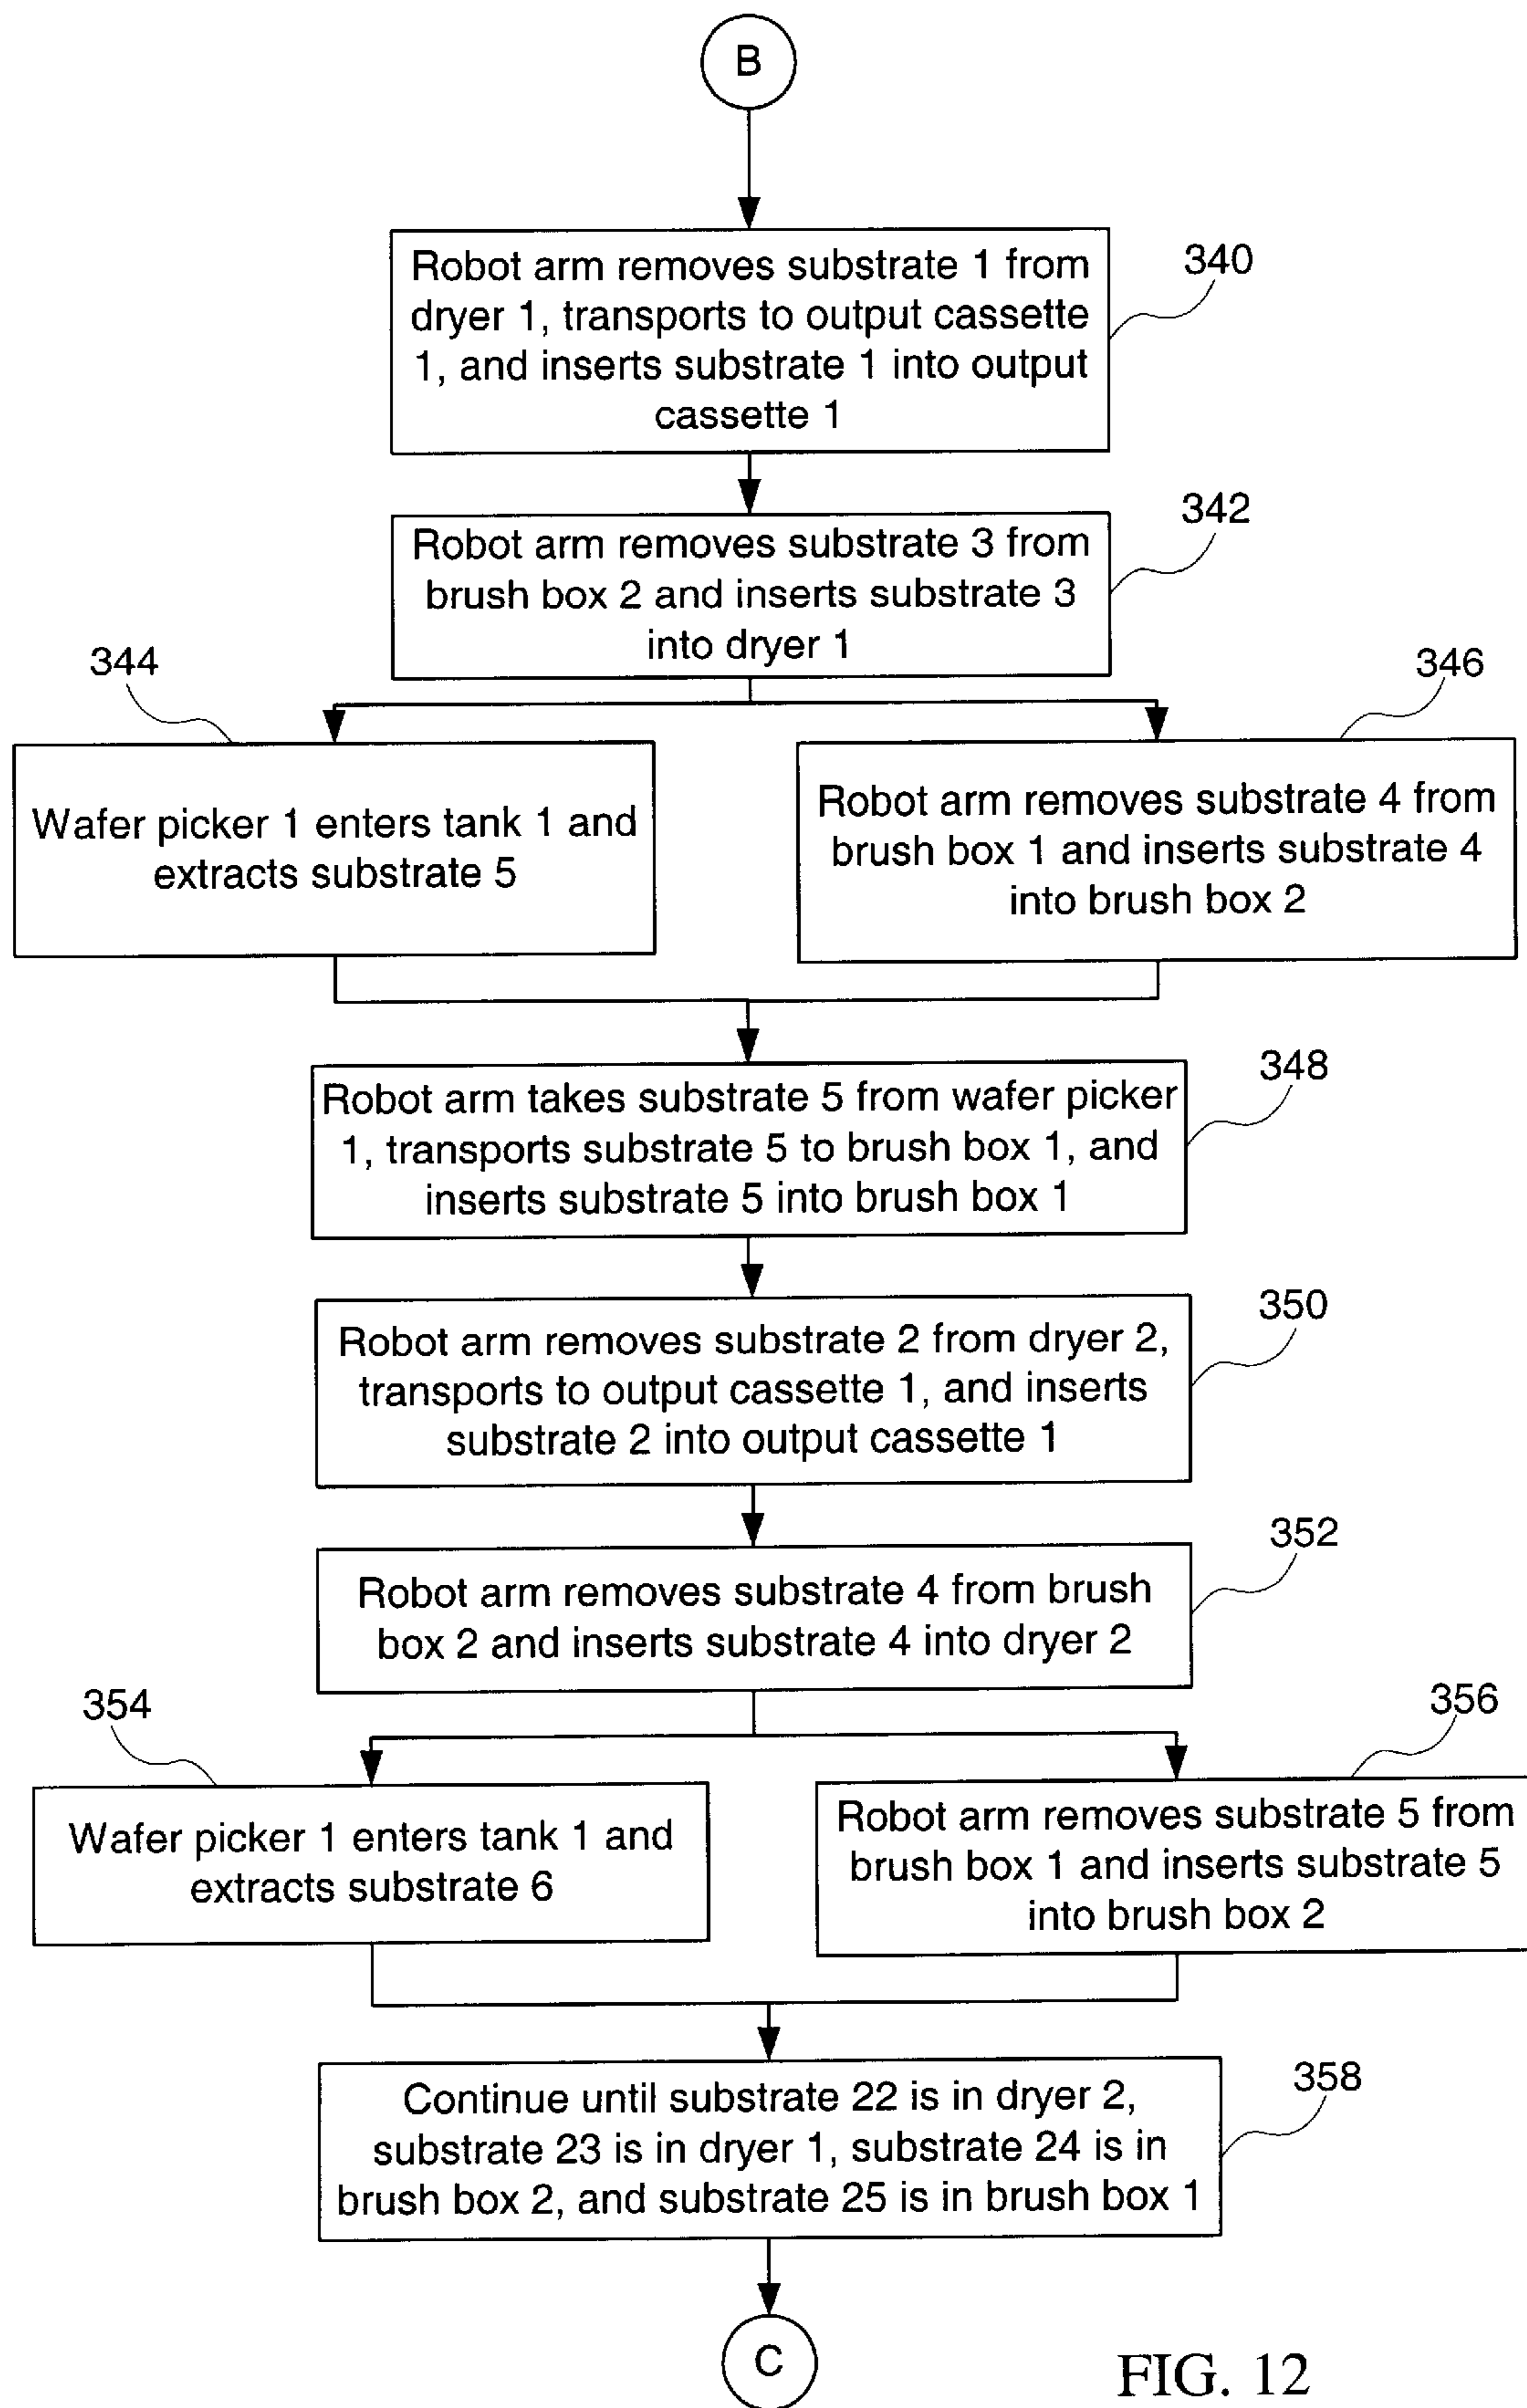 B
Robot arm removes substrate 1 from
dryer 1, transports to output cassette
1, and inserts substrate 1 into output
cassette 1
340
Robot arm removes substrate 3 from
brush box 2 and inserts substrate 3
into dryer 1
342
344
Wafer picker 1 enters tank 1 and
extracts substrate 5
346
Robot arm removes substrate 4 from
brush box 1 and inserts substrate 4
into brush box 2
Robot arm takes substrate 5 from wafer picker
1, transports substrate 5 to brush box 1, and
inserts substrate 5 into brush box 1
348
Robot arm removes substrate 2 from dryer 2,
transports to output cassette 1, and inserts
substrate 2 into output cassette 1
350
Robot arm removes substrate 4 from brush
box 2 and inserts substrate 4 into dryer 2
352
354
Wafer picker 1 enters tank 1 and
extracts substrate 6
356
Robot arm removes substrate 5 from
brush box 1 and inserts substrate 5
into brush box 2
Continue until substrate 22 is in dryer 2,
substrate 23 is in dryer 1, substrate 24 is in
brush box 2, and substrate 25 is in brush box 1
358
C
FIG. 12